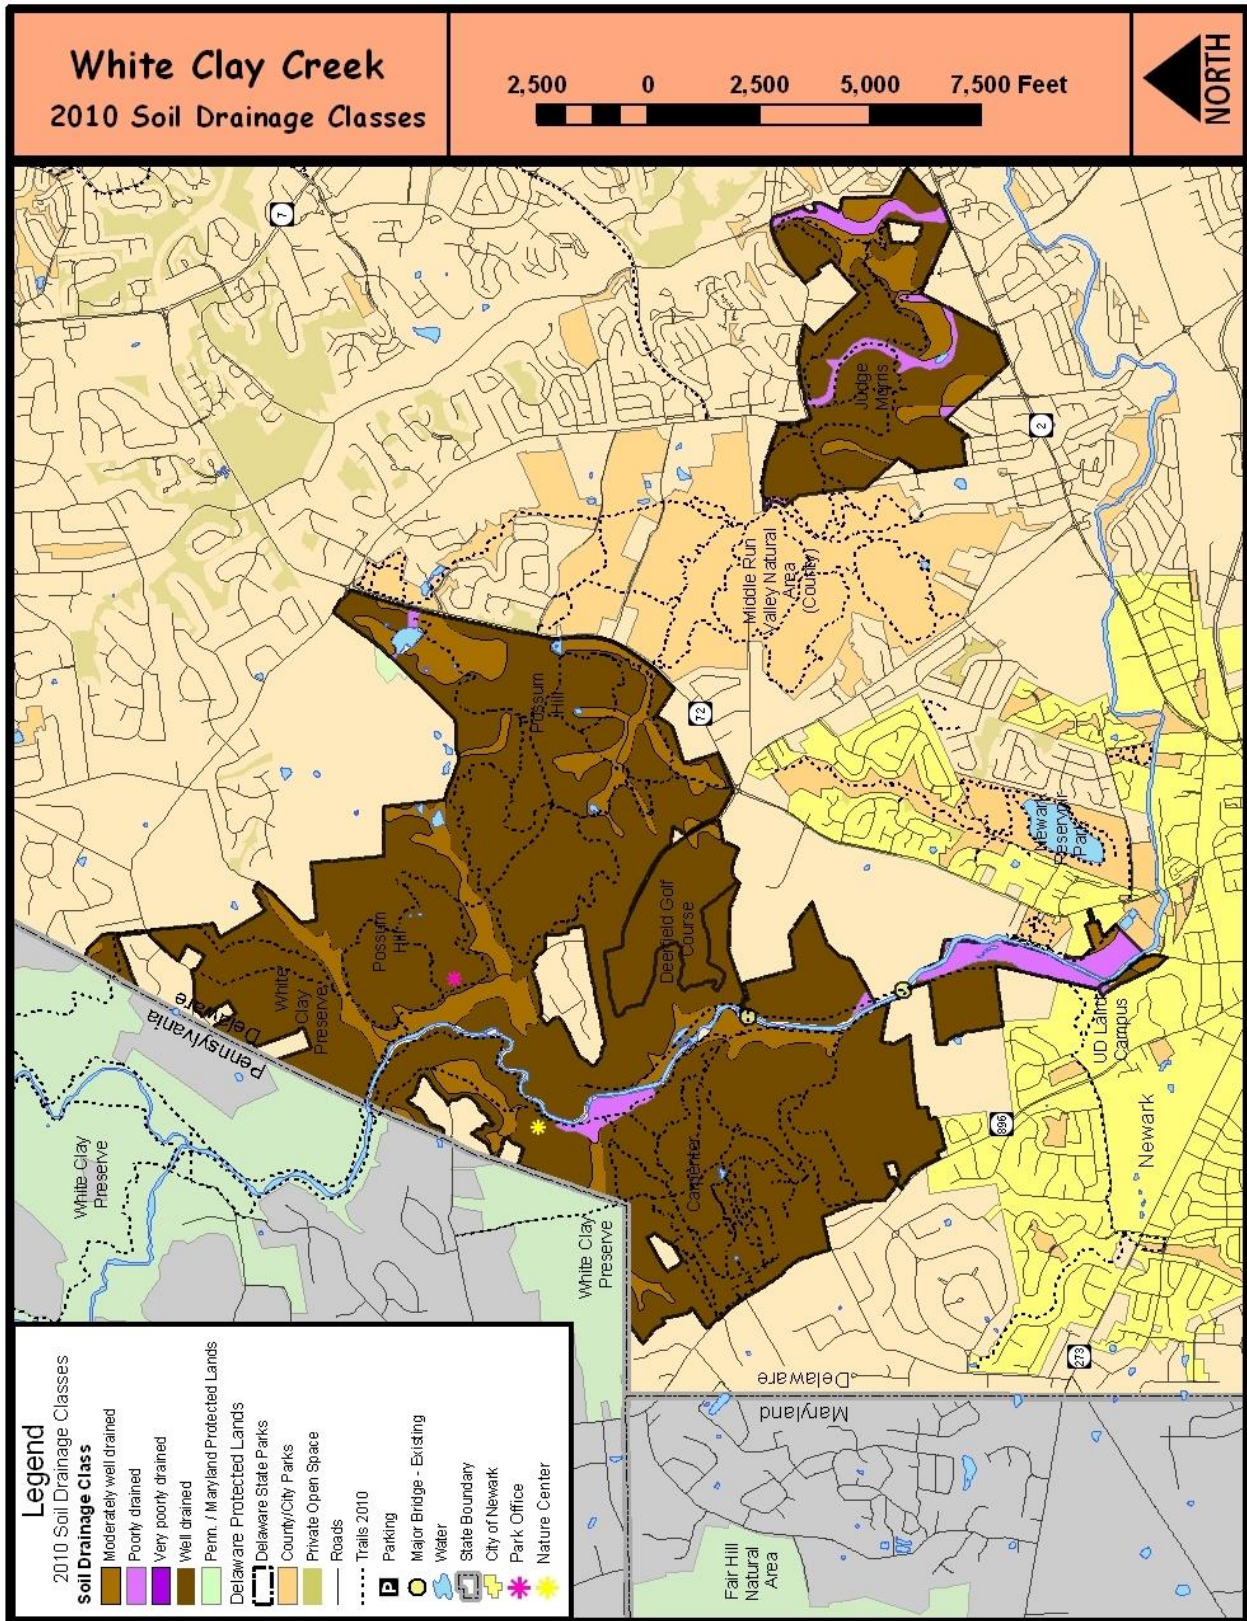 White Clay Creek
2010 Soil Drainage Classes
2,500 0 2,500 5,000 7,500 Feet
NORTH
Legend
2010 Soil Drainage Classes
Soil Drainage Class
Moderately well drained
Poorly drained
Very poorly drained
Well drained
Penn. / Maryland Protected Lands
Delaware Protected Lands
Delaware State Parks
County/City Parks
Private Open Space
Roads
Trails 2010
P Parking
Major Bridge - Existing
Water
State Boundary
City of Newark
Park Office
Nature Center
White Clay
Preserve
Pennsylvania
Delaware
White
Clay
Preserve
Possum
Hill
Possum
Hill
7
72
Middle Run
Valley Natural
Area
(County)
Judge
Morris
2
Deerfield Golf
Course
Newark
Reservoir
Park
Carpenter
White Clay
Preserve
UD Laird
Campus
896
Newark
273
Delaware
Maryland
Fair Hill
Natural
Area